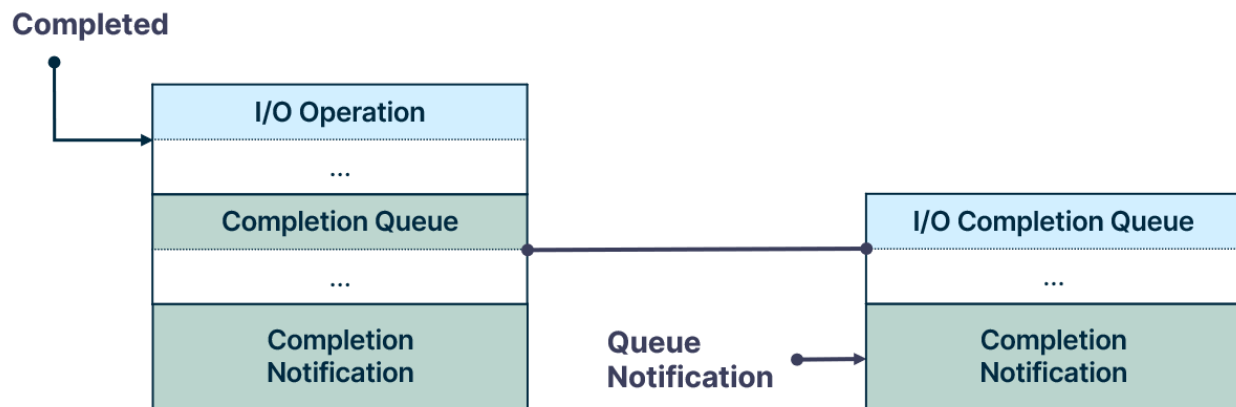 Completed
I/O Operation
...
Completion Queue
...
Completion
Notification
I/O Completion Queue
...
Queue
Notification
Completion
Notification